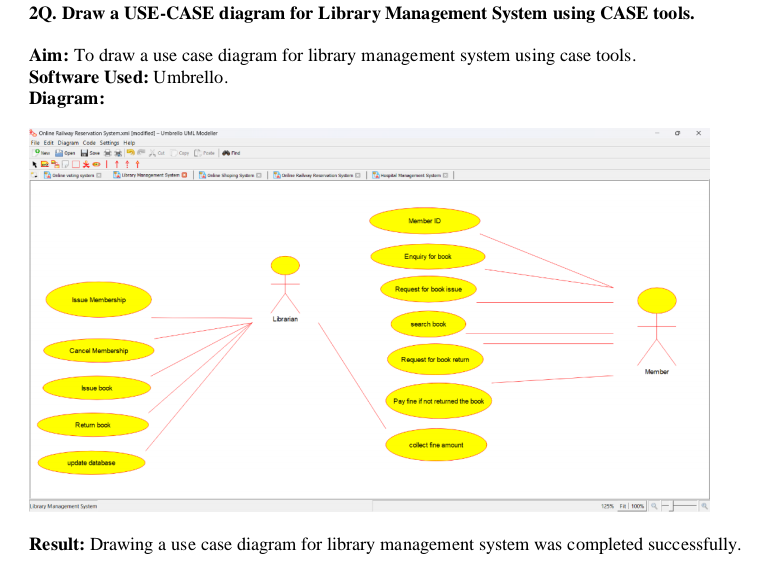 2Q. Draw a USE-CASE diagram for Library Management System using CASE tools.
Aim: To draw a use case diagram for library management system using case tools.
Software Used: Umbrello.
Diagram:
Online Railway Reservation System.xmi [modified] – Umbrello UML Modeller
File Edit Diagram Code Settings Help
New Open Save Cut Copy Paste Find
Online voting system Library Management System Online Shoping System Online Railway Reservation System Hospital Management System
Member ID
Enquiry for book
Request for book issue
Issue Membership
Librarian
search book
Cancel Membership
Request for book return
Member
Issue book
Pay fine if not returned the book
Return book
collect fine amount
update database
Library Management System 125% Fit 100%
Result: Drawing a use case diagram for library management system was completed successfully.